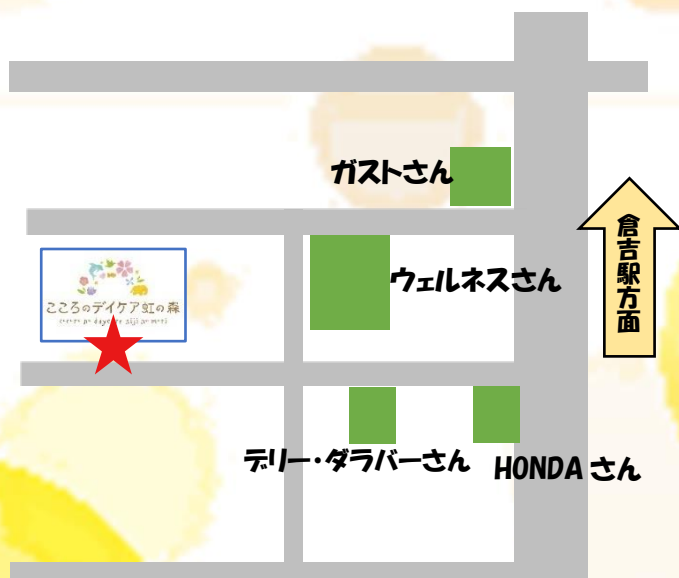 ガストさん
倉吉駅方面
ウェルネスさん
こころのデイケア虹の森
デリー・ダラバーさん
HONDAさん